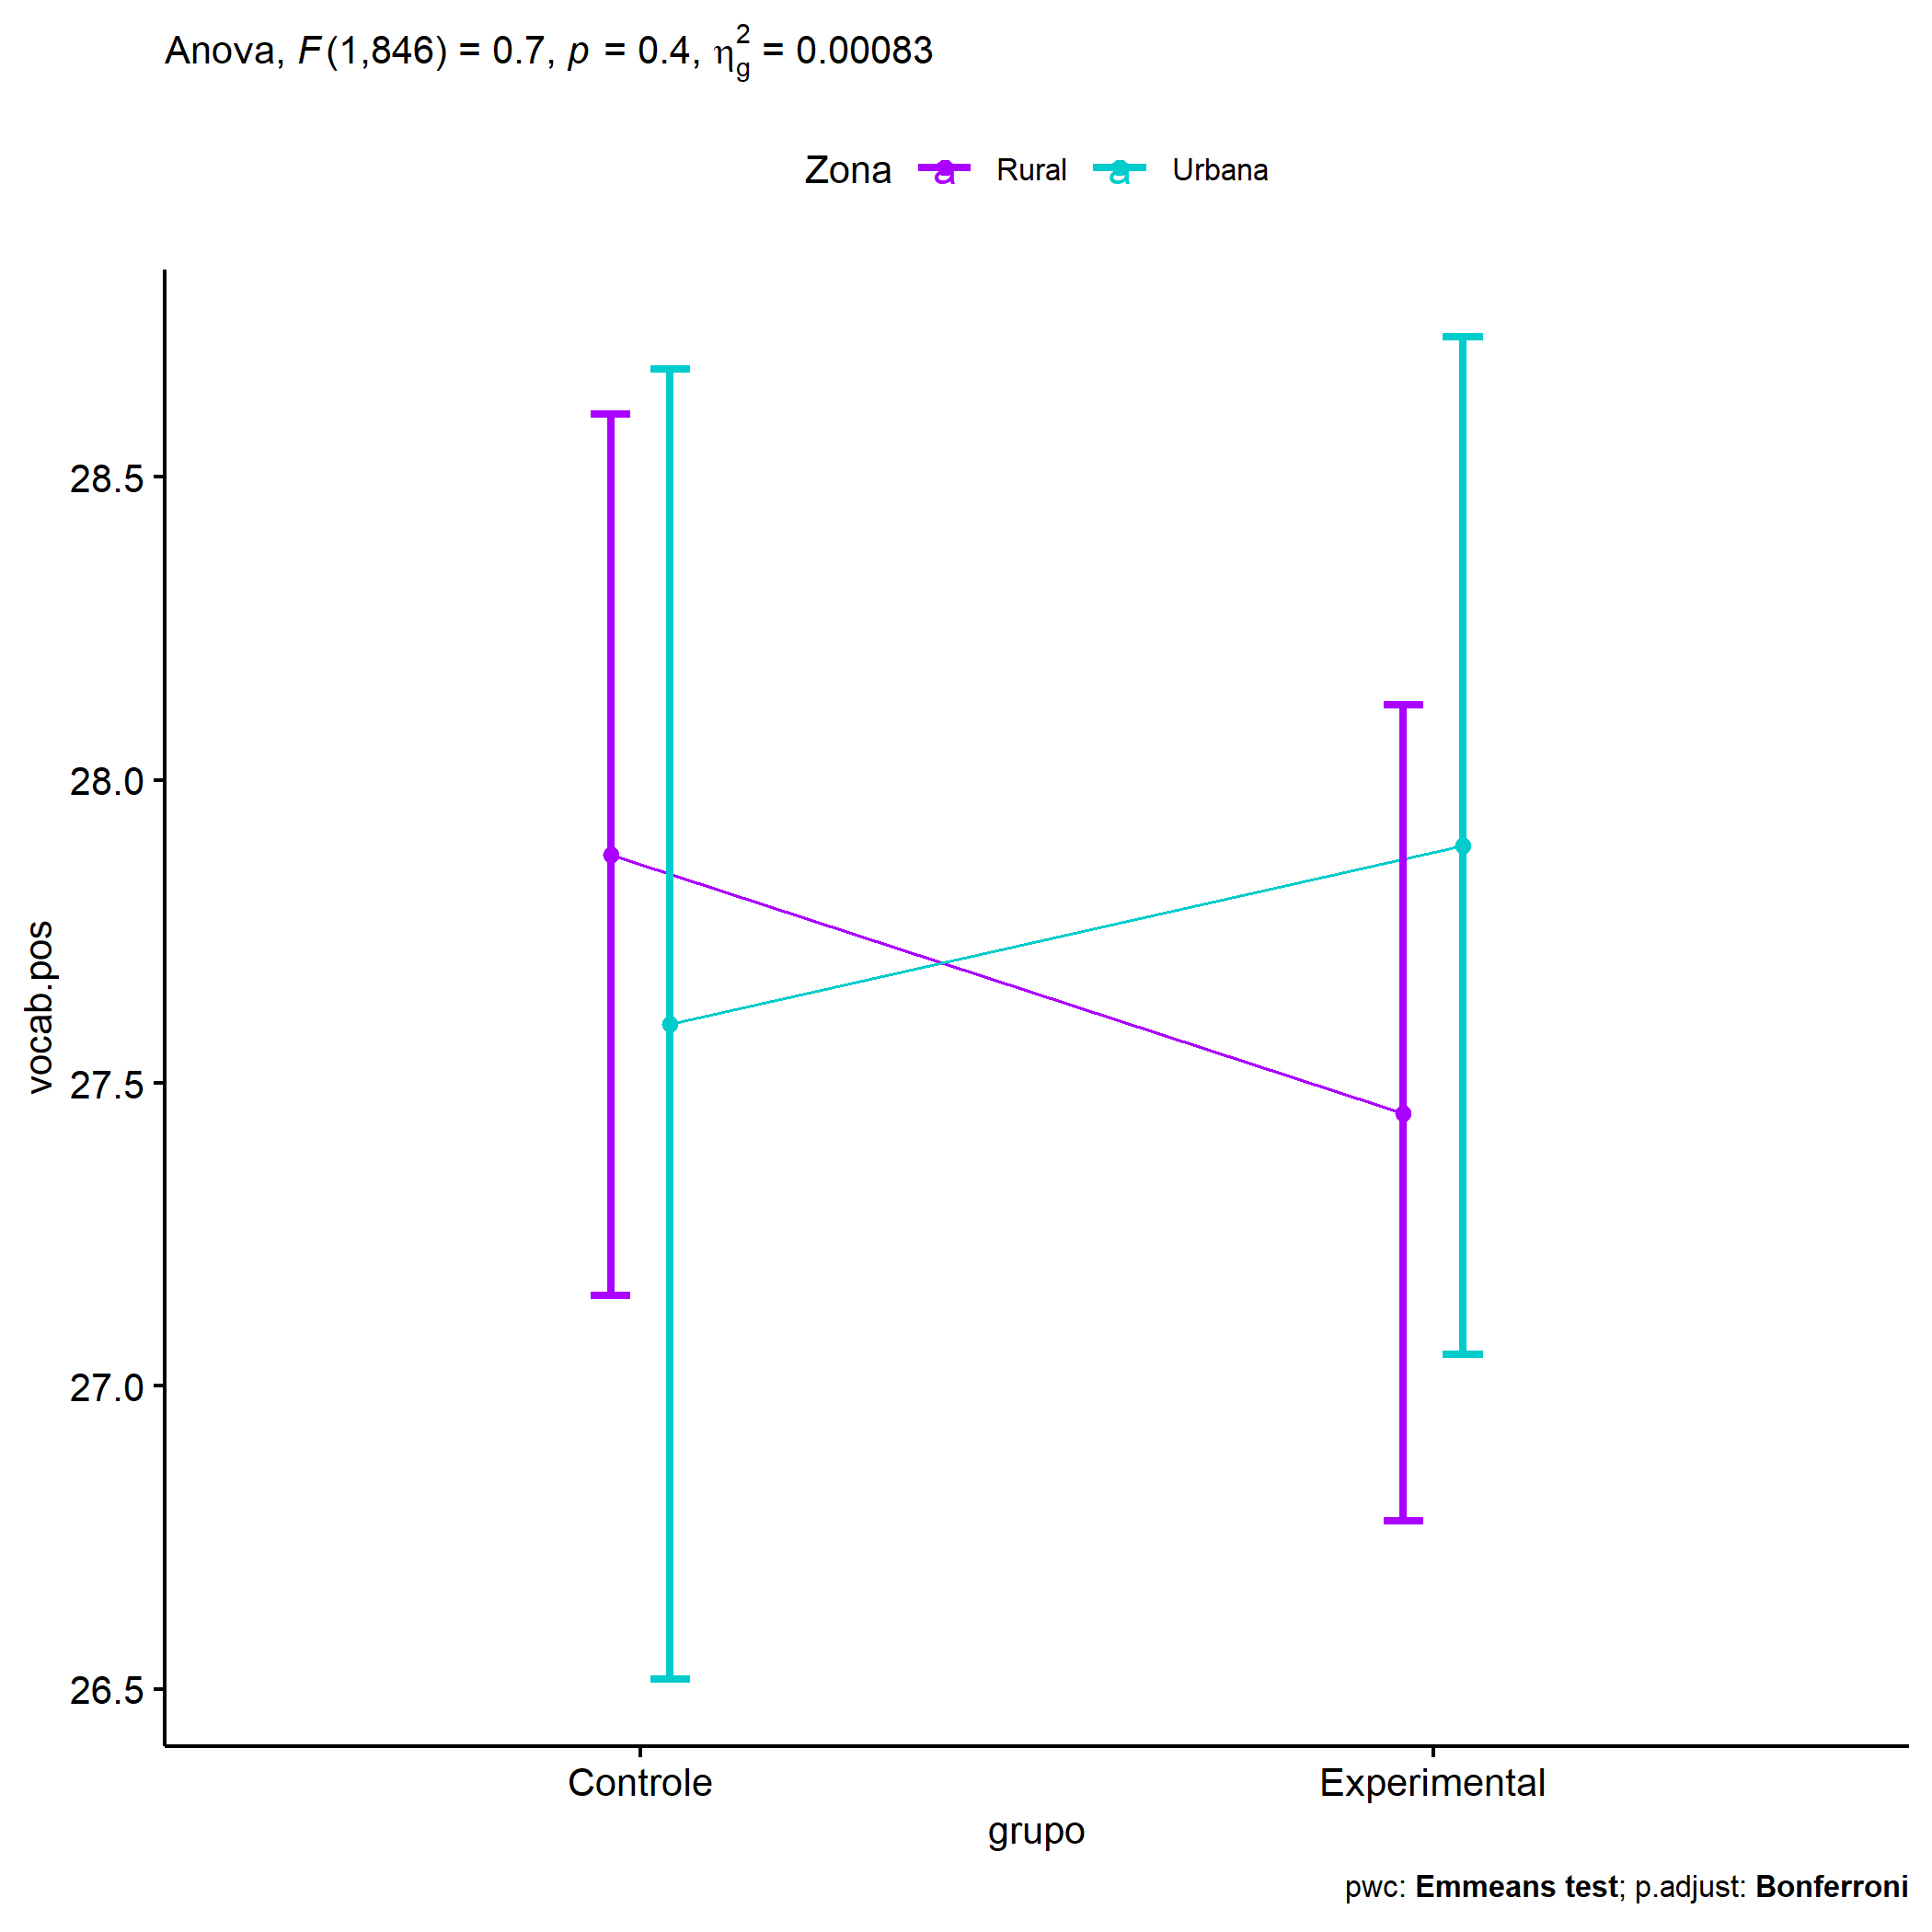 Anova, F(1,846) = 0.7, p = 0.4, η²g = 0.00083
Zona a Rural a Urbana
28.5
28.0
27.5
27.0
26.5
vocab.pos
Controle Experimental
grupo
pwc: Emmeans test; p.adjust: Bonferroni